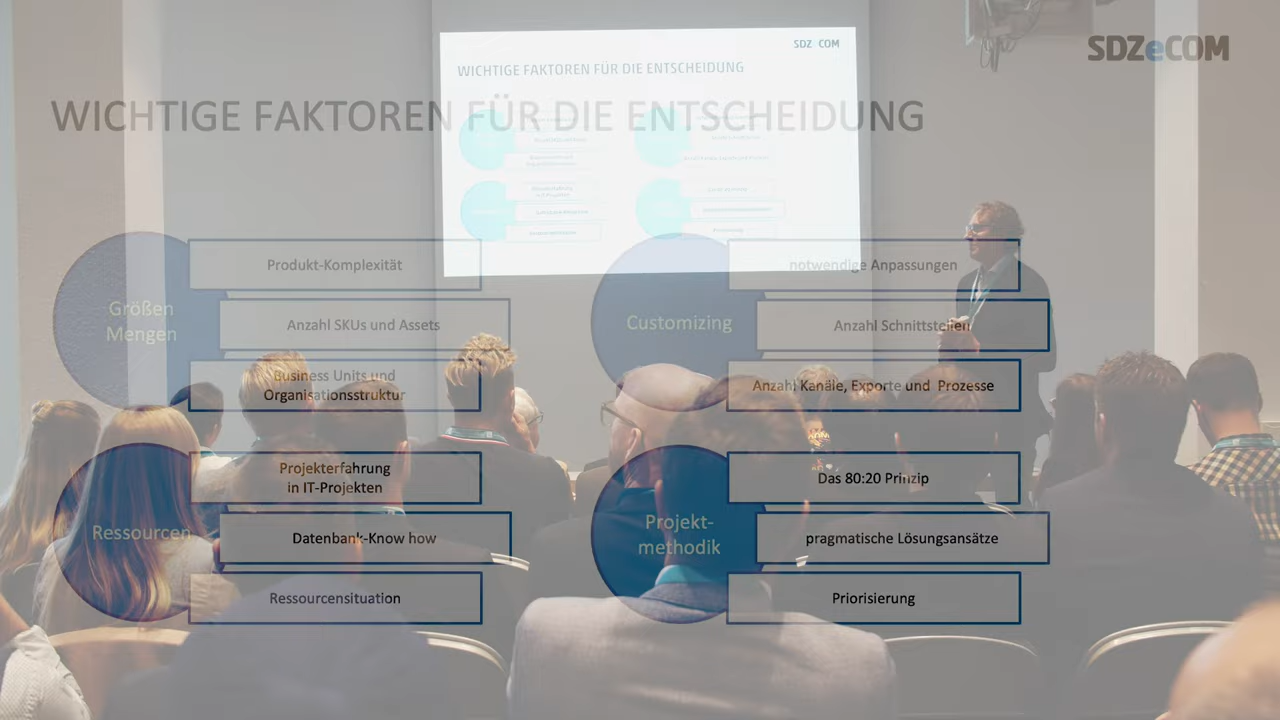 SDZ COM
WICHTIGE FAKTOREN FÜR DIE ENTSCHEIDUNG
SDZeCOM
WICHTIGE FAKTOREN FÜR DIE ENTSCHEIDUNG
Größen
Mengen
Produkt-Komplexität
Anzahl SKUs und Assets
Business Units und
Organisationsstruktur
Customizing
notwendige Anpassungen
Anzahl Schnittstellen
Anzahl Kanäle, Exporte und Prozesse
Ressourcen
Projekterfahrung
in IT-Projekten
Datenbank-Know how
Ressourcensituation
Projekt-
methodik
Das 80:20 Prinzip
pragmatische Lösungsansätze
Priorisierung